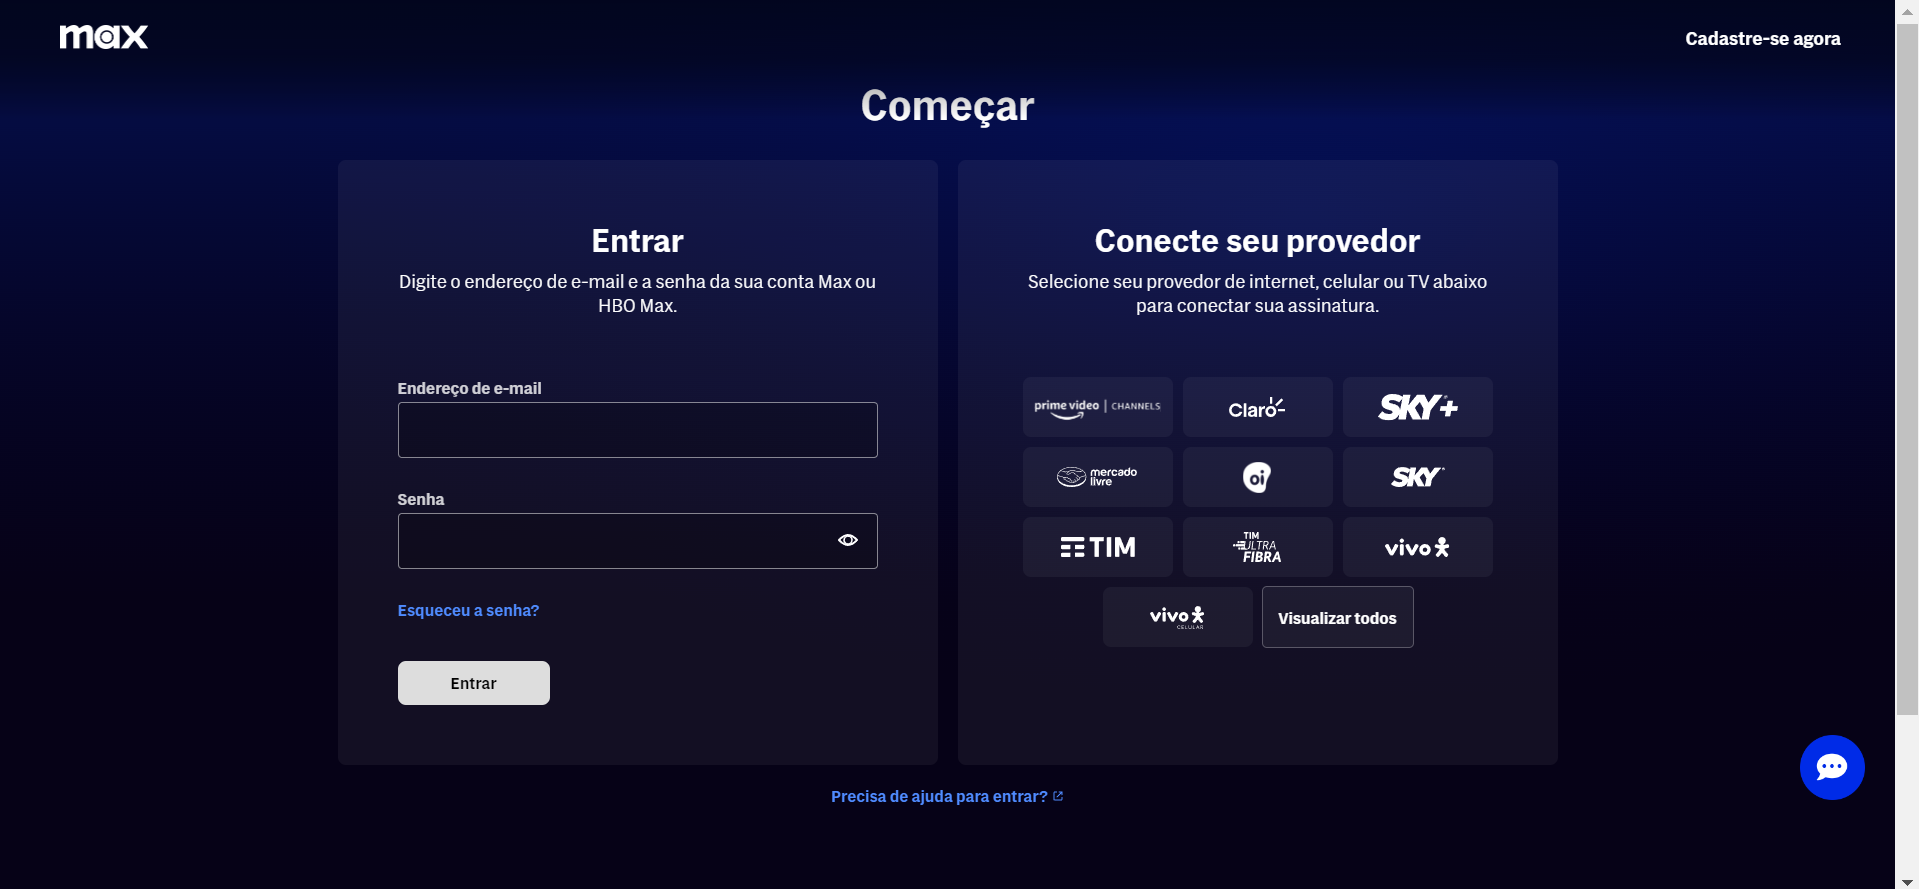 max
Cadastre-se agora
Começar
Entrar
Digite o endereço de e-mail e a senha da sua conta Max ou
HBO Max.
Endereço de e-mail
Senha
Esqueceu a senha?
Entrar
Conecte seu provedor
Selecione seu provedor de internet, celular ou TV abaixo
para conectar sua assinatura.
prime video | CHANNELS
Claro
SKY+
mercado
livre
oi
SKY
TIM
TIM
ULTRA
FIBRA
vivo
vivo
CELULAR
Visualizar todos
Precisa de ajuda para entrar?